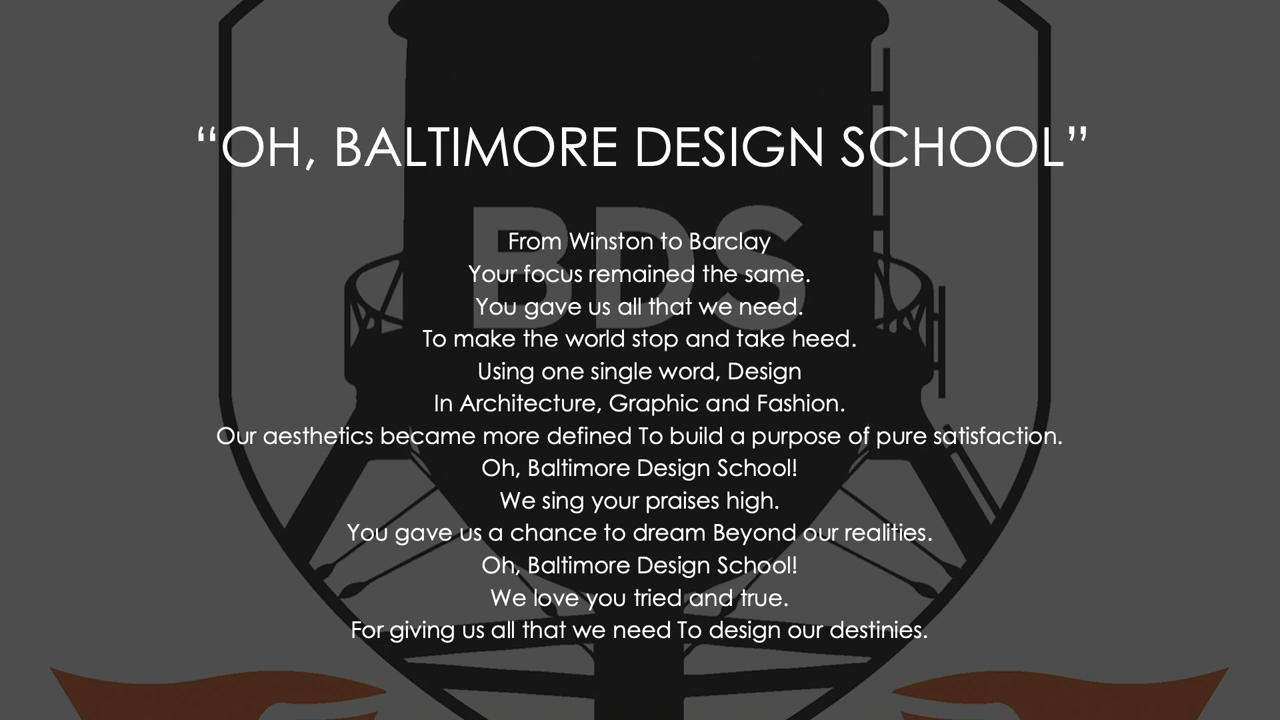 “OH, BALTIMORE DESIGN SCHOOL”
BDS
From Winston to Barclay
Your focus remained the same.
You gave us all that we need.
To make the world stop and take heed.
Using one single word, Design
In Architecture, Graphic and Fashion.
Our aesthetics became more defined To build a purpose of pure satisfaction.
Oh, Baltimore Design School!
We sing your praises high.
You gave us a chance to dream Beyond our realities.
Oh, Baltimore Design School!
We love you tried and true.
For giving us all that we need To design our destinies.